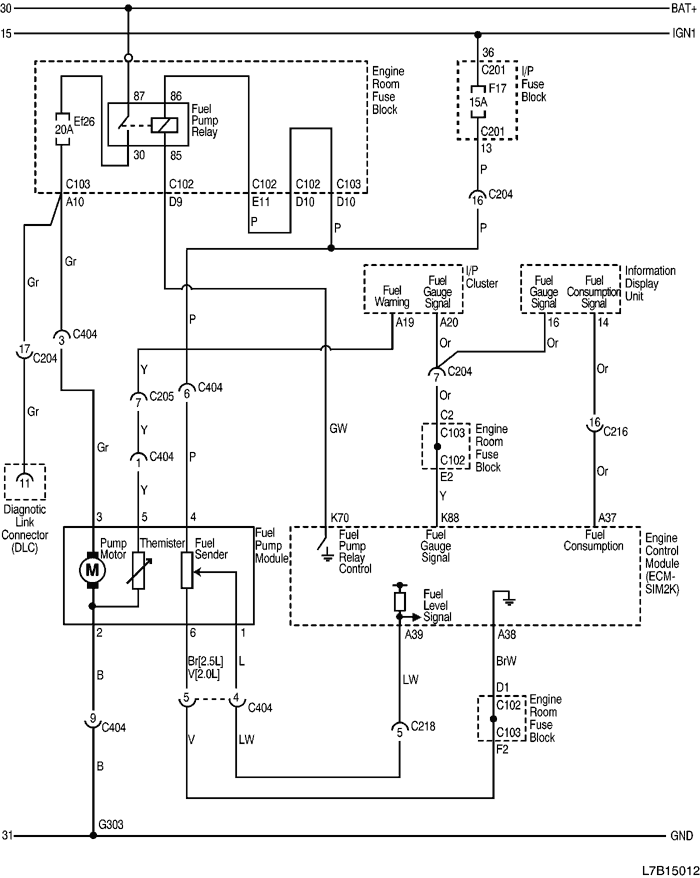 30
BAT+
15
IGN1
36
C201
F17
15A
C201
13
I/P
Fuse
Block
Engine
Room
Fuse
Block
87
86
Fuel
Pump
Relay
Ef26
20A
30
85
C103
A10
C102
D9
C102
E11
C102
D10
C103
D10
P
P
P
16
C204
P
Gr
Gr
P
I/P
Cluster
Fuel
Warning
Fuel
Gauge
Signal
A19
A20
Information
Display
Unit
Fuel
Gauge
Signal
Fuel
Consumption
Signal
16
14
Or
Or
Or
3
C404
17
C204
Y
7
C205
6
C404
7
C204
Or
Gr
Gr
Y
1
C404
P
Y
GW
C2
C103
C102
E2
Y
Engine
Room
Fuse
Block
16
C216
Or
11
Diagnotic
Link
Connector
(DLC)
3
5
4
K70
K88
A37
Pump
Motor
M
Themister
Fuel
Sender
Fuel
Pump
Module
Fuel
Pump
Relay
Control
Fuel
Gauge
Signal
Fuel
Consumption
Engine
Control
Module
(ECM-
SIM2K)
Fuel
Level
Signal
2
6
1
A39
A38
B
Br[2.5L]
V[2.0L]
L
LW
BrW
9
C404
5
4
C404
5
C218
D1
C102
C103
F2
Engine
Room
Fuse
Block
B
V
LW
G303
31
GND
L7B15012